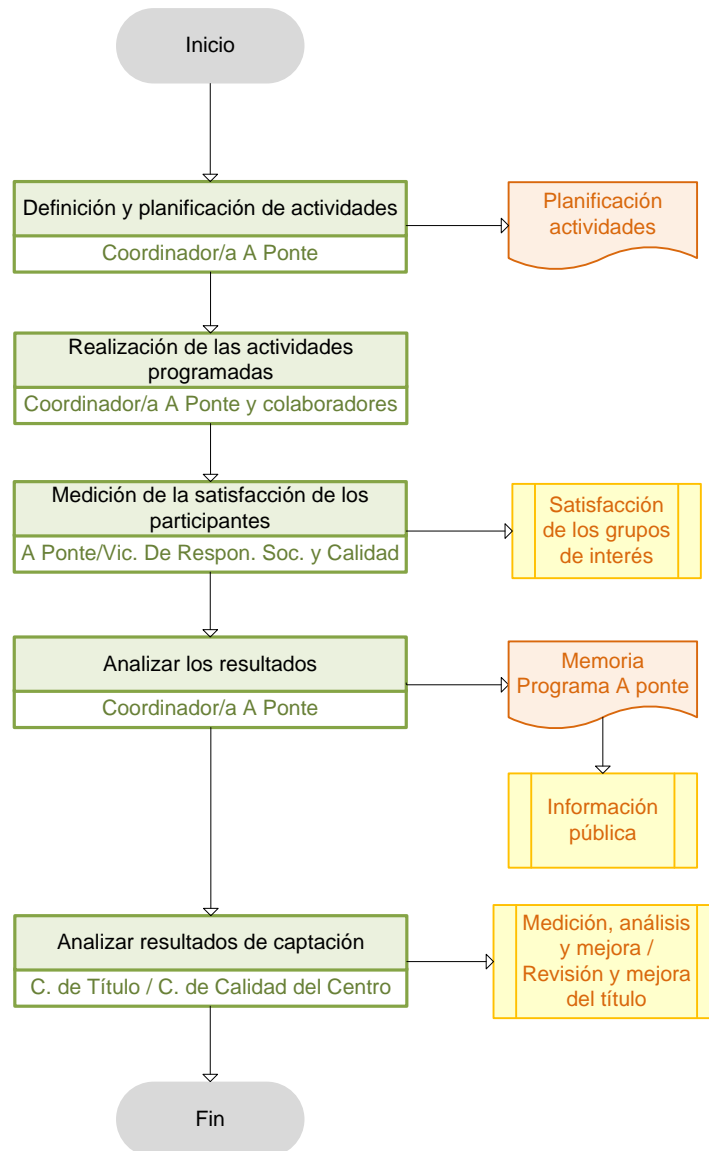 Inicio
Definición y planificación de actividades
Coordinador/a A Ponte
Planificación
actividades
Realización de las actividades
programadas
Coordinador/a A Ponte y colaboradores
Medición de la satisfacción de los
participantes
A Ponte/Vic. De Respon. Soc. y Calidad
Satisfacción
de los grupos
de interés
Analizar los resultados
Coordinador/a A Ponte
Memoria
Programa A ponte
Información
pública
Analizar resultados de captación
C. de Título / C. de Calidad del Centro
Medición, análisis
y mejora /
Revisión y mejora
del título
Fin